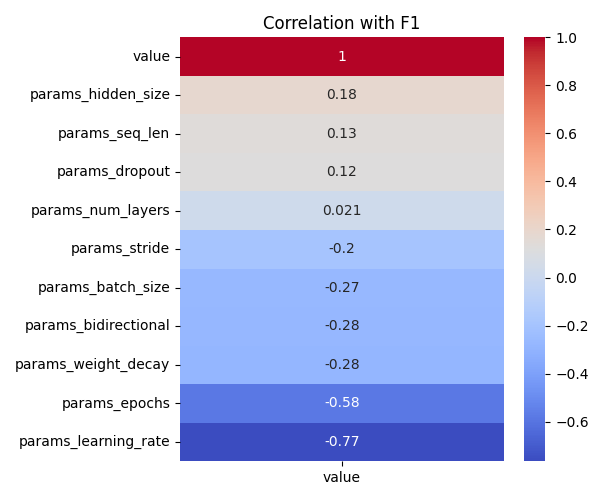 Correlation with F1
value
1
params_hidden_size
0.18
params_seq_len
0.13
params_dropout
0.12
params_num_layers
0.021
params_stride
-0.2
params_batch_size
-0.27
params_bidirectional
-0.28
params_weight_decay
-0.28
params_epochs
-0.58
params_learning_rate
-0.77
value
1.0
0.8
0.6
0.4
0.2
0.0
−0.2
−0.4
−0.6